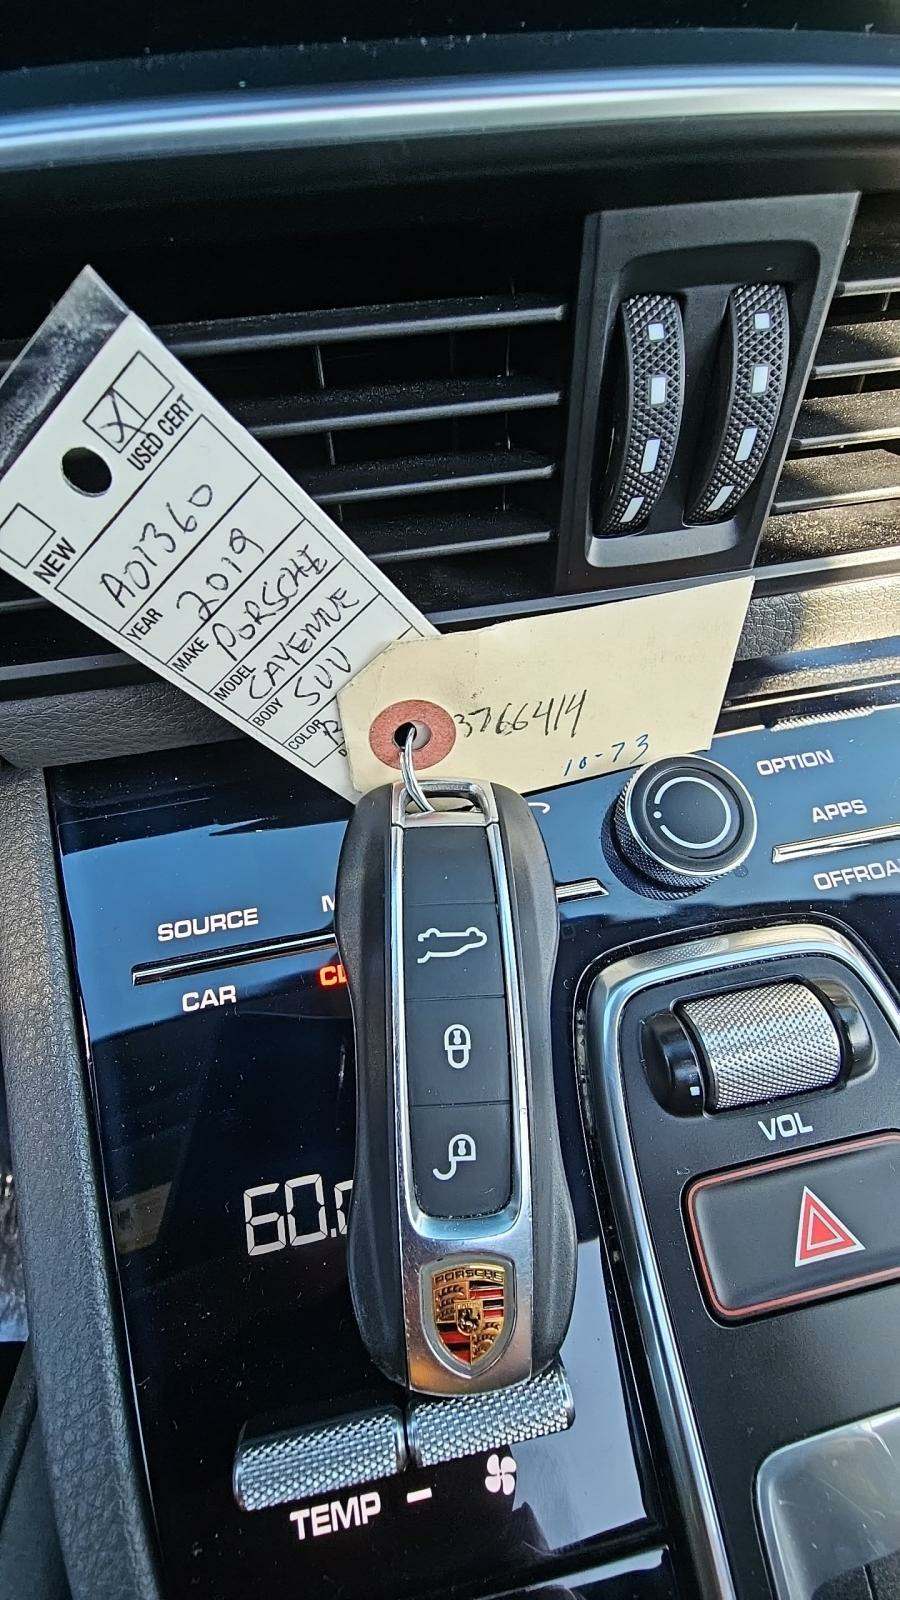 USED CERT
NEW
A01360
YEAR 2019
MAKE PORSCHE
MODEL CAYENNE
BODY SUV
COLOR
3766414
10-73
OPTION
APPS
SOURCE
CAR
VOL
60.
PORSCHE
TEMP -